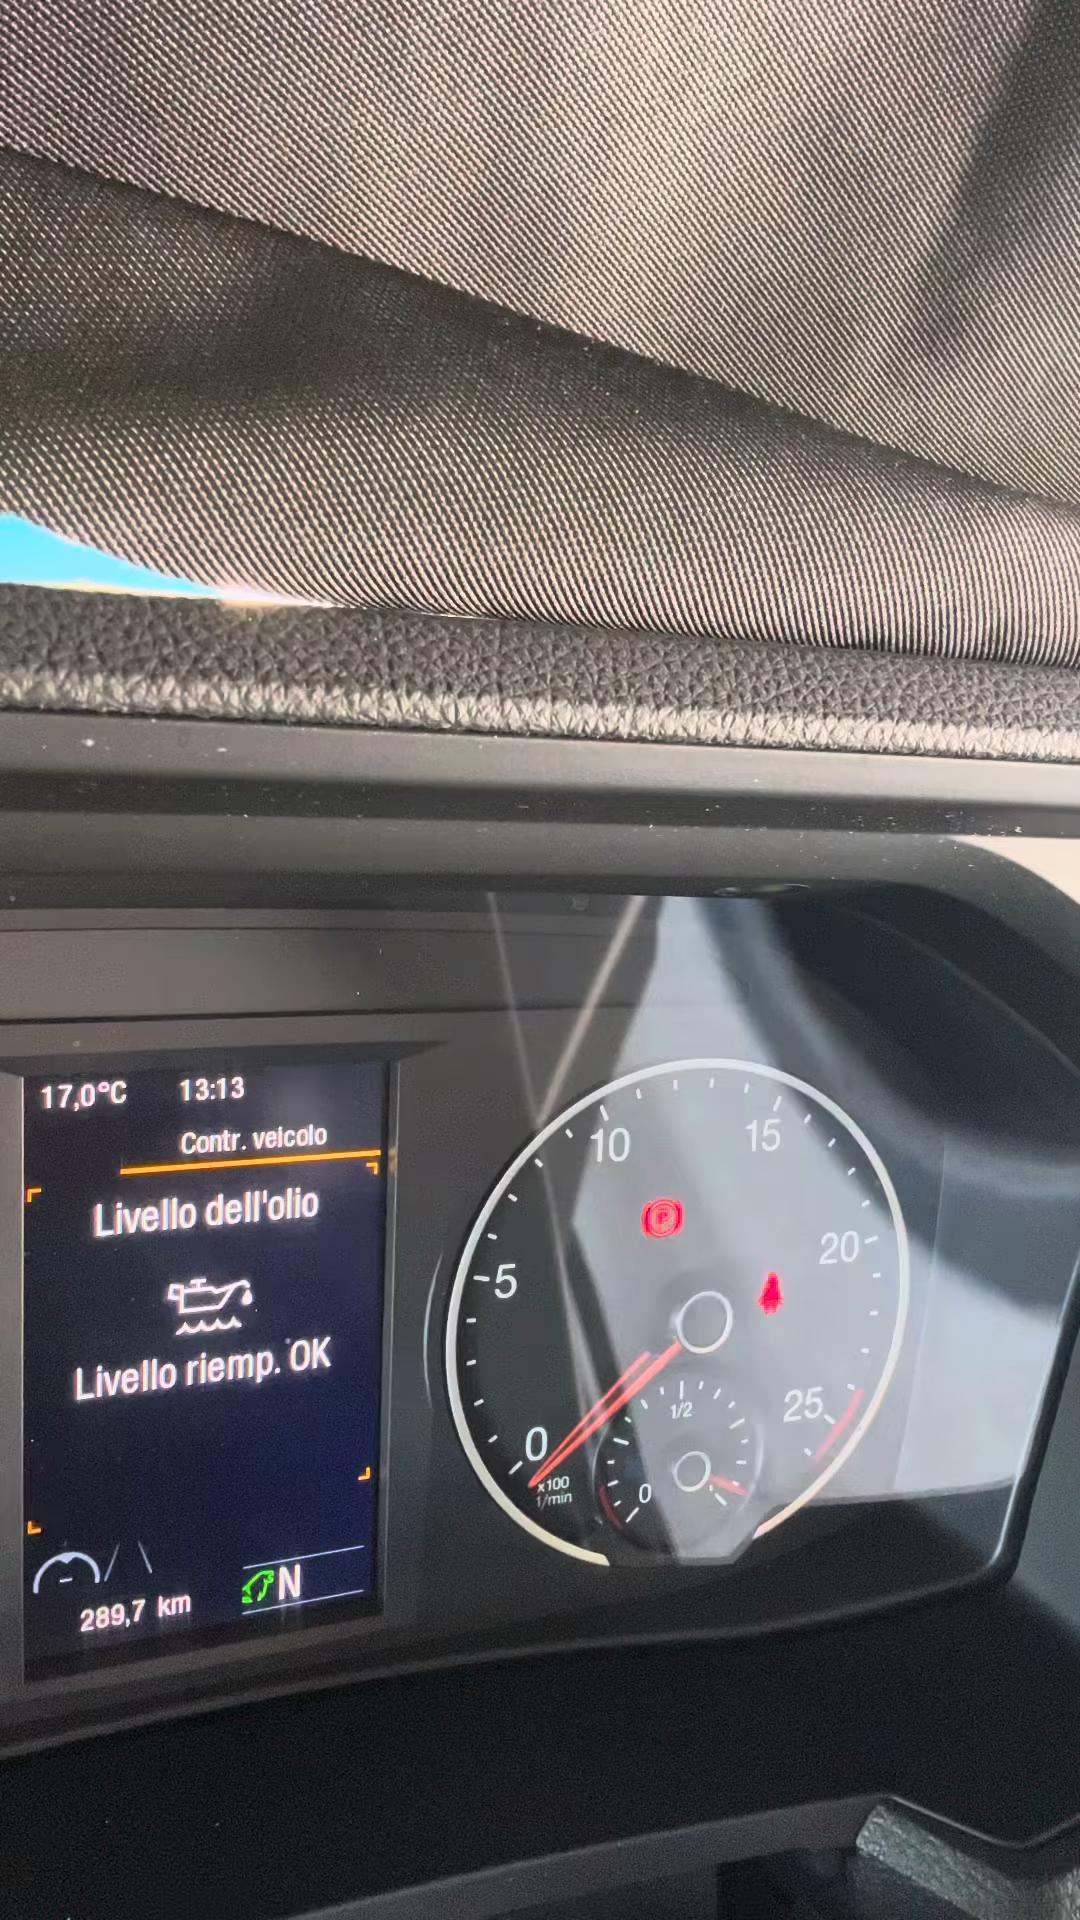 17,0°C 13:13
Contr. veicolo
Livello dell'olio
Livello riemp. OK
289,7 km
N
0
5
10
15
20
25
x100
1/min
P
0
1/2